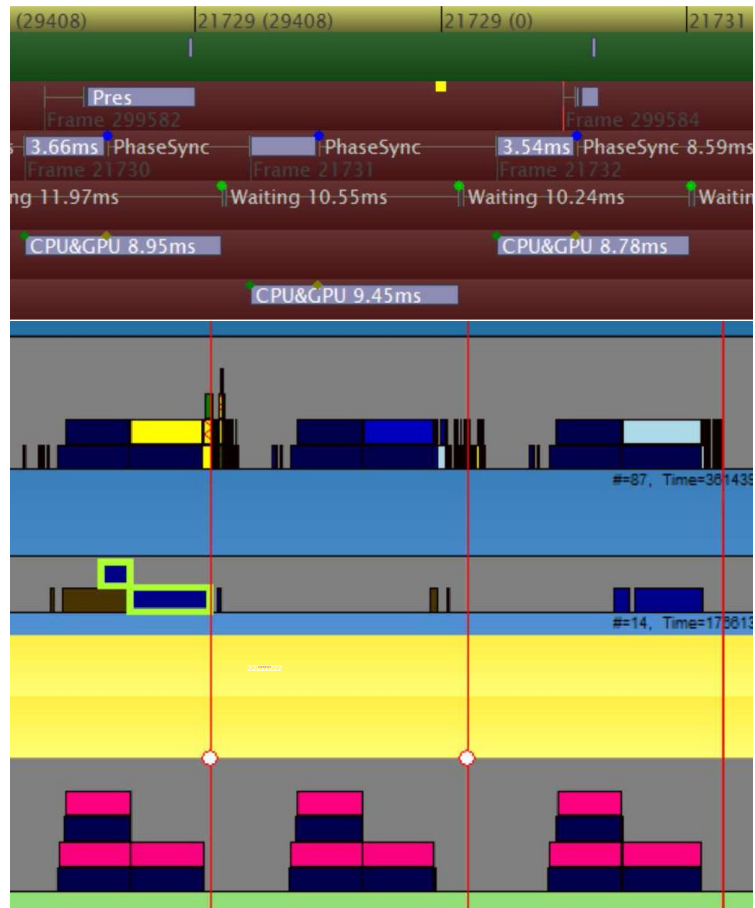 (29408) 21729 (29408) 21729 (0) 21731
Pres
Frame 299582 Frame 299584
3.66ms PhaseSync PhaseSync 3.54ms PhaseSync 8.59ms
Frame 21730 Frame 21731 Frame 21732
ng 11.97ms Waiting 10.55ms Waiting 10.24ms Waitin
CPU&GPU 8.95ms CPU&GPU 8.78ms
CPU&GPU 9.45ms
#=87, Time=361439
#=14, Time=176613